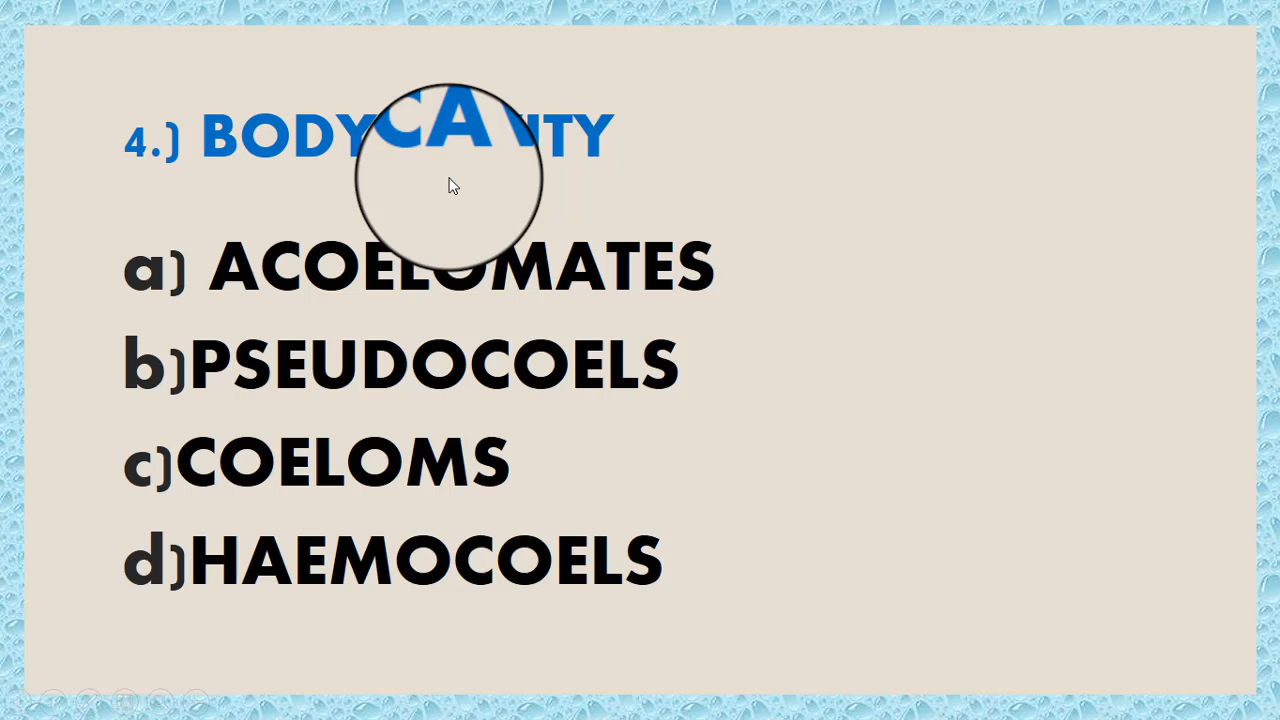 4.) BODY CAVITY
a) ACOELOMATES
b)PSEUDOCOELS
c)COELOMS
d)HAEMOCOELS